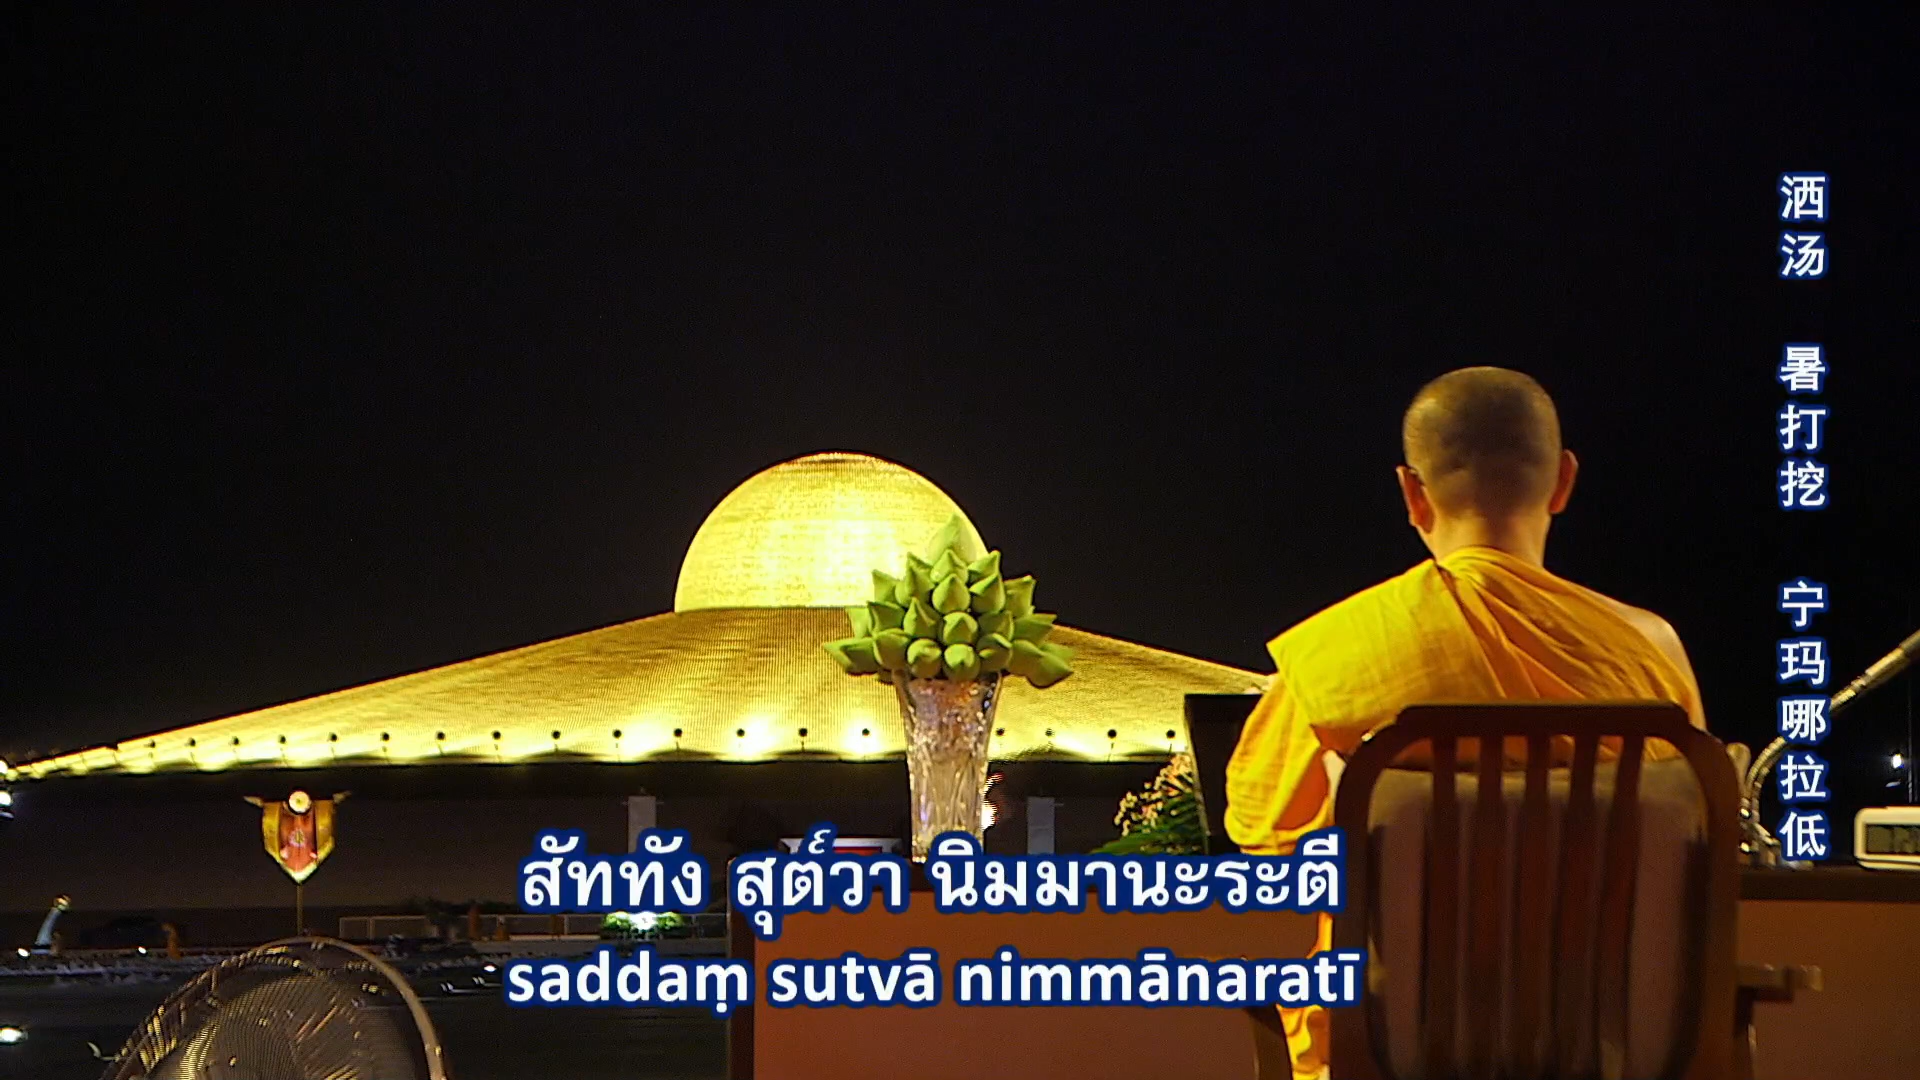 สัททัง สุต๎วา นิมมานะระตี
saddaṃ sutvā nimmānaratī
洒汤 暑打挖 宁玛哪拉低